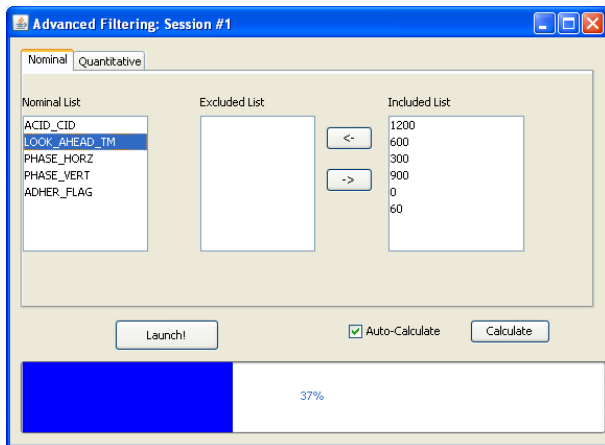 Advanced Filtering: Session #1
Nominal Quantitative
Nominal List Excluded List Included List
ACID_CID
LOOK_AHEAD_TM
PHASE_HORZ
PHASE_VERT
ADHER_FLAG
<-
->
1200
600
300
900
0
60
Launch! Auto-Calculate Calculate
37%